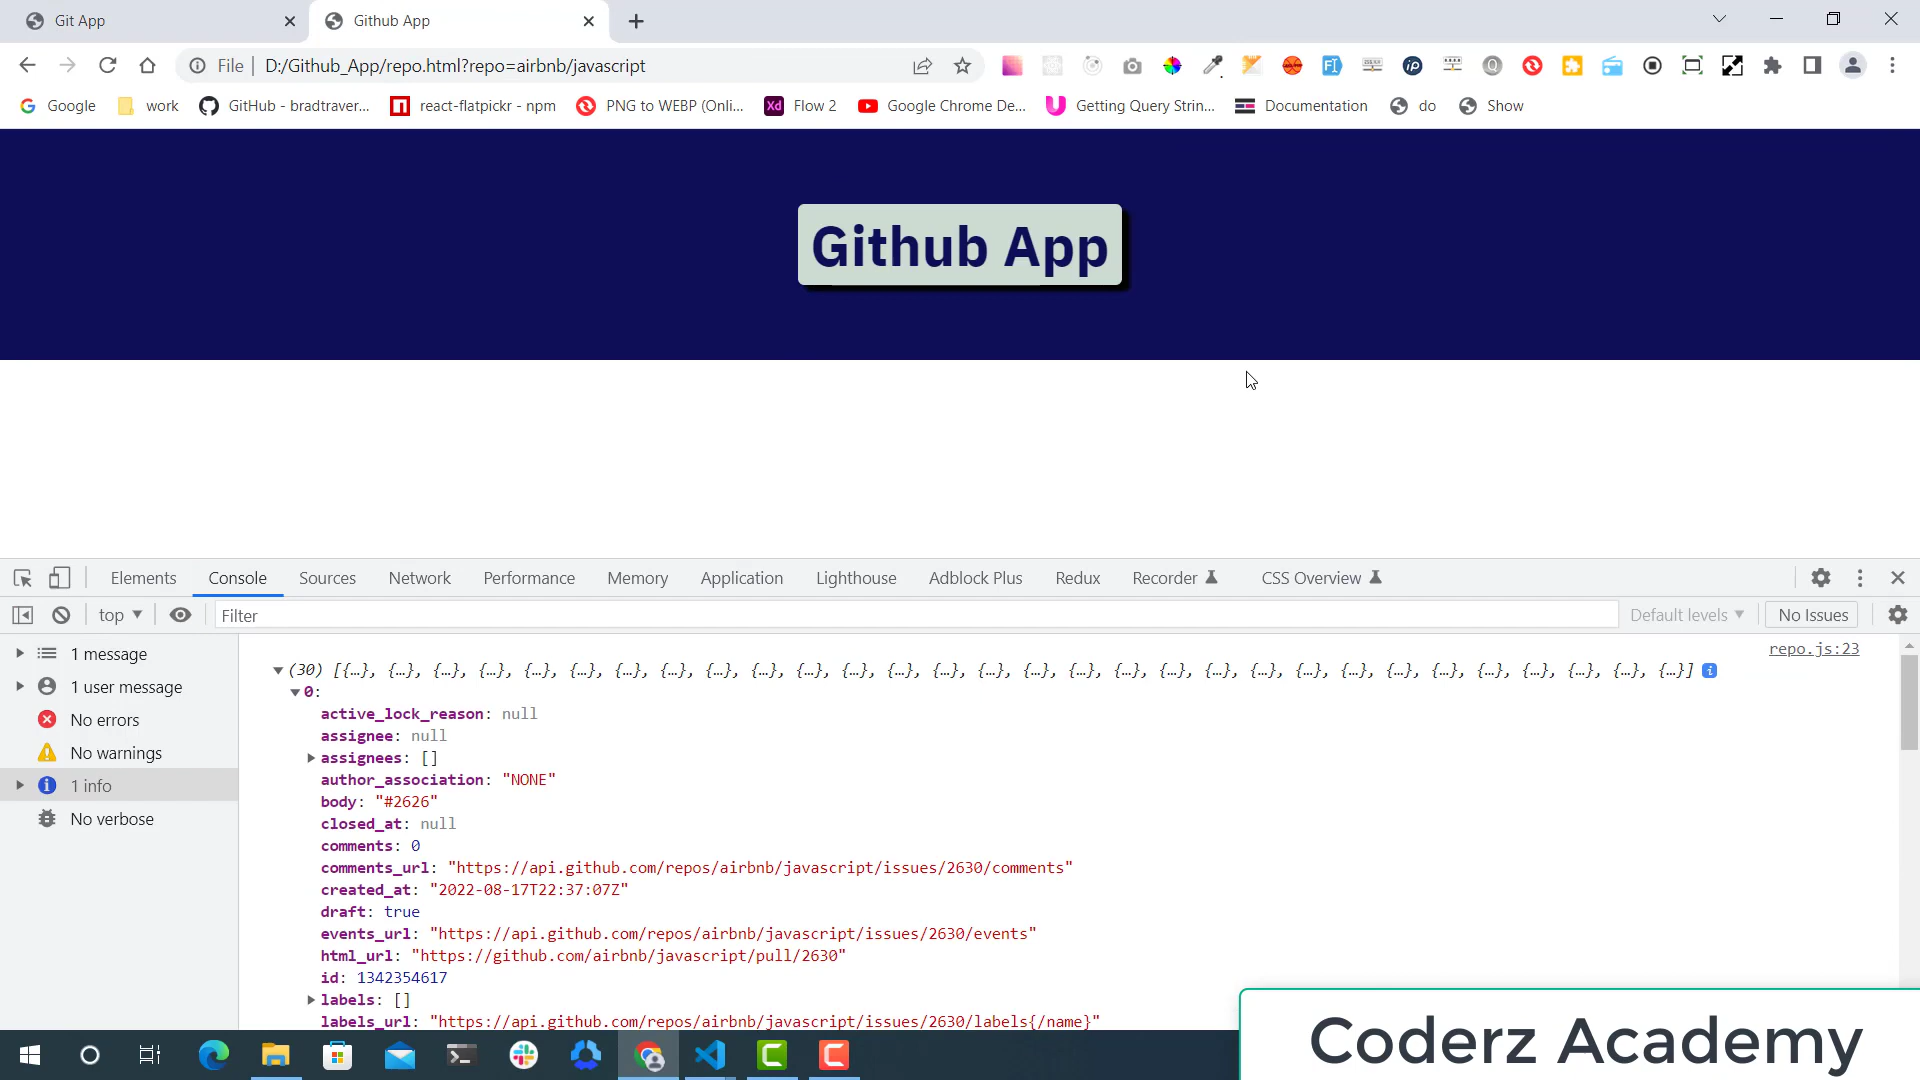 Git App
Github App
File
D:/Github_App/repo.html?repo=airbnb/javascript
Google
work
GitHub - bradtraver...
react-flatpickr - npm
PNG to WEBP (Onli...
Flow 2
Google Chrome De...
Getting Query Strin...
Documentation
do
Show
Github App
Elements
Console
Sources
Network
Performance
Memory
Application
Lighthouse
Adblock Plus
Redux
Recorder
CSS Overview
top
Filter
Default levels
No Issues
1 message
1 user message
No errors
No warnings
1 info
No verbose
repo.js:23
(30) [{…}, {…}, {…}, {…}, {…}, {…}, {…}, {…}, {…}, {…}, {…}, {…}, {…}, {…}, {…}, {…}, {…}, {…}, {…}, {…}, {…}, {…}, {…}, {…}, {…}, {…}, {…}, {…}, {…}, {…}]
0:
active_lock_reason: null
assignee: null
assignees: []
author_association: "NONE"
body: "#2626"
closed_at: null
comments: 0
comments_url: "https://api.github.com/repos/airbnb/javascript/issues/2630/comments"
created_at: "2022-08-17T22:37:07Z"
draft: true
events_url: "https://api.github.com/repos/airbnb/javascript/issues/2630/events"
html_url: "https://github.com/airbnb/javascript/pull/2630"
id: 1342354617
labels: []
labels_url: "https://api.github.com/repos/airbnb/javascript/issues/2630/labels{/name}"
Coderz Academy